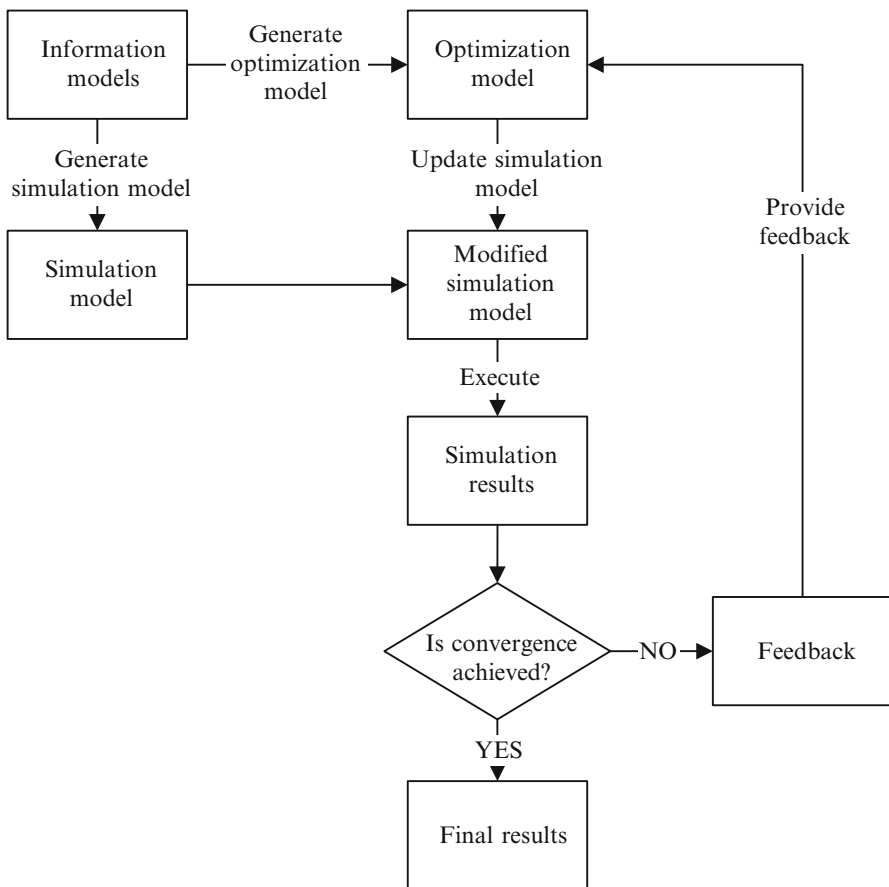 Information
models
Generate
optimization
model
Optimization
model
Generate
simulation model
Update simulation
model
Provide
feedback
Simulation
model
Modified
simulation
model
Execute
Simulation
results
Is convergence
achieved?
NO
Feedback
YES
Final results